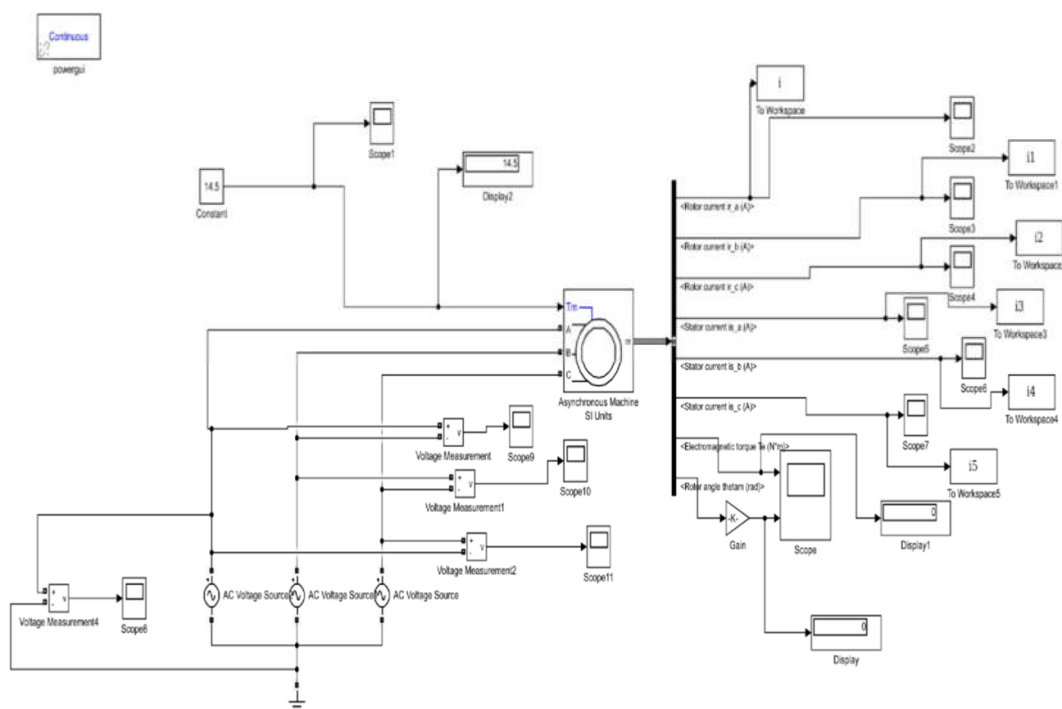 Continuous
powergui
i
To Workspace
Scope2
i1
To Workspace1
Scope1
14.5
Display2
14.5
Constant
<Rotor current ir_a (A)>
Scope3
i2
To Workspace
<Rotor current ir_b (A)>
Scope4
<Rotor current ir_c (A)>
i3
To Workspace3
Tm
A
B
C
m
Asynchronous Machine
SI Units
<Stator current is_a (A)>
Scope5
<Stator current is_b (A)>
Scope6
i4
To Workspace4
<Stator current is_c (A)>
Scope7
<Electromagnetic torque Te (N*m)>
i5
To Workspace5
<Rotor angle thetam (rad)>
-K-
Gain
Scope
0
Display1
+
-
v
Voltage Measurement
Scope9
+
-
v
Voltage Measurement1
Scope10
+
-
v
Voltage Measurement2
Scope11
AC Voltage Source
AC Voltage Source
AC Voltage Source
+
-
v
Voltage Measurement4
Scope8
0
Display